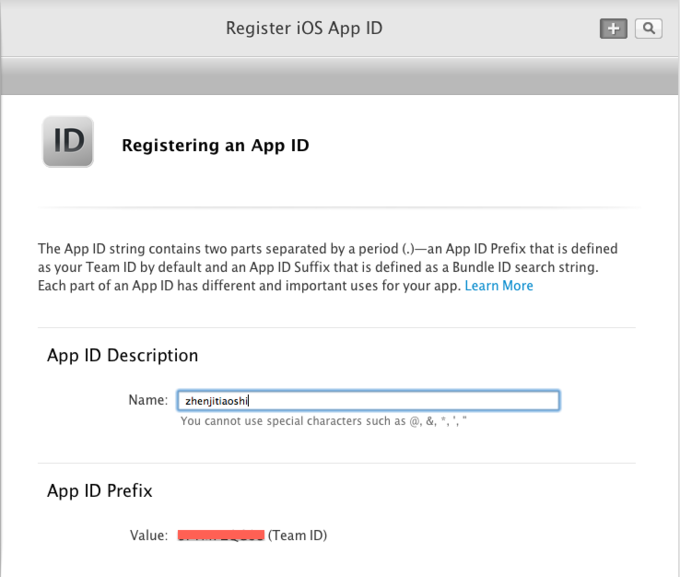 Register iOS App ID
ID
Registering an App ID
The App ID string contains two parts separated by a period (.)—an App ID Prefix that is defined
as your Team ID by default and an App ID Suffix that is defined as a Bundle ID search string.
Each part of an App ID has different and important uses for your app. Learn More
App ID Description
Name: zhenjitiaoshi
You cannot use special characters such as @, &, *, ', "
App ID Prefix
Value: (Team ID)